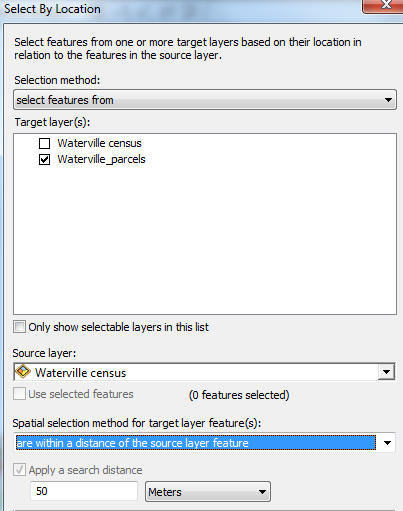 Select By Location
Select features from one or more target layers based on their location in
relation to the features in the source layer.
Selection method:
select features from
Target layer(s):
Waterville census
Waterville_parcels
Only show selectable layers in this list
Source layer:
Waterville census
Use selected features (0 features selected)
Spatial selection method for target layer feature(s):
are within a distance of the source layer feature
Apply a search distance
50 Meters